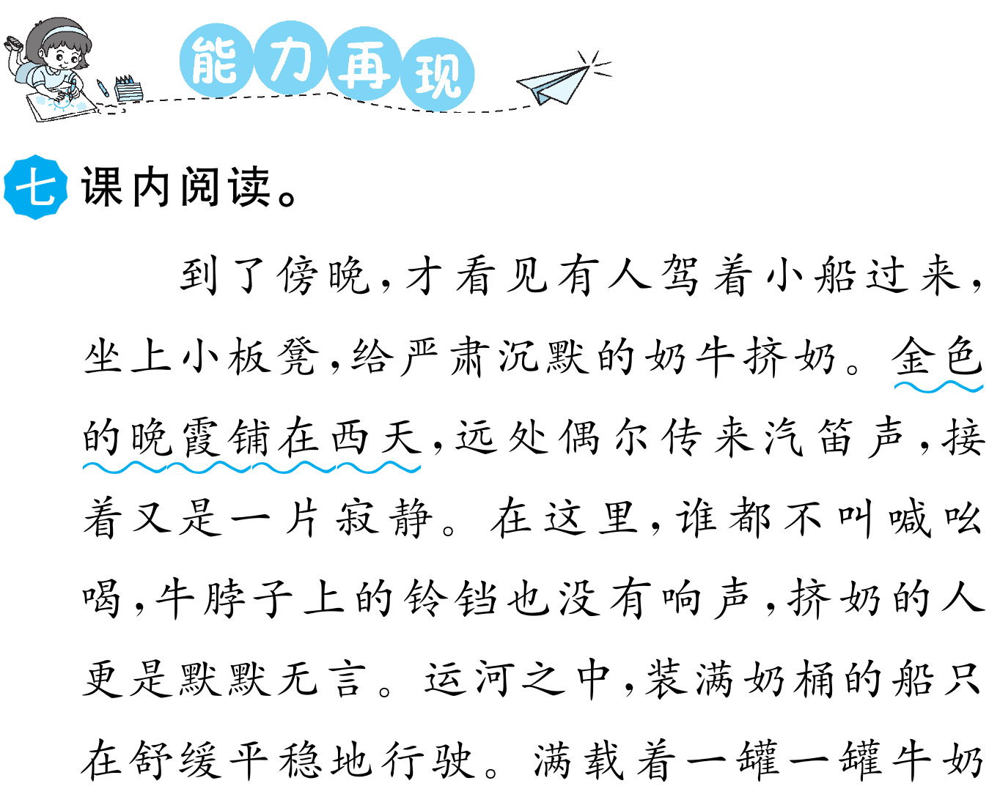 能力再现
七 课内阅读。
到了傍晚,才看见有人驾着小船过来,
坐上小板凳,给严肃沉默的奶牛挤奶。金色
的晚霞铺在西天,远处偶尔传来汽笛声,接
着又是一片寂静。在这里,谁都不叫喊吆
喝,牛脖子上的铃铛也没有响声,挤奶的人
更是默默无言。运河之中,装满奶桶的船只
在舒缓平稳地行驶。满载着一罐一罐牛奶